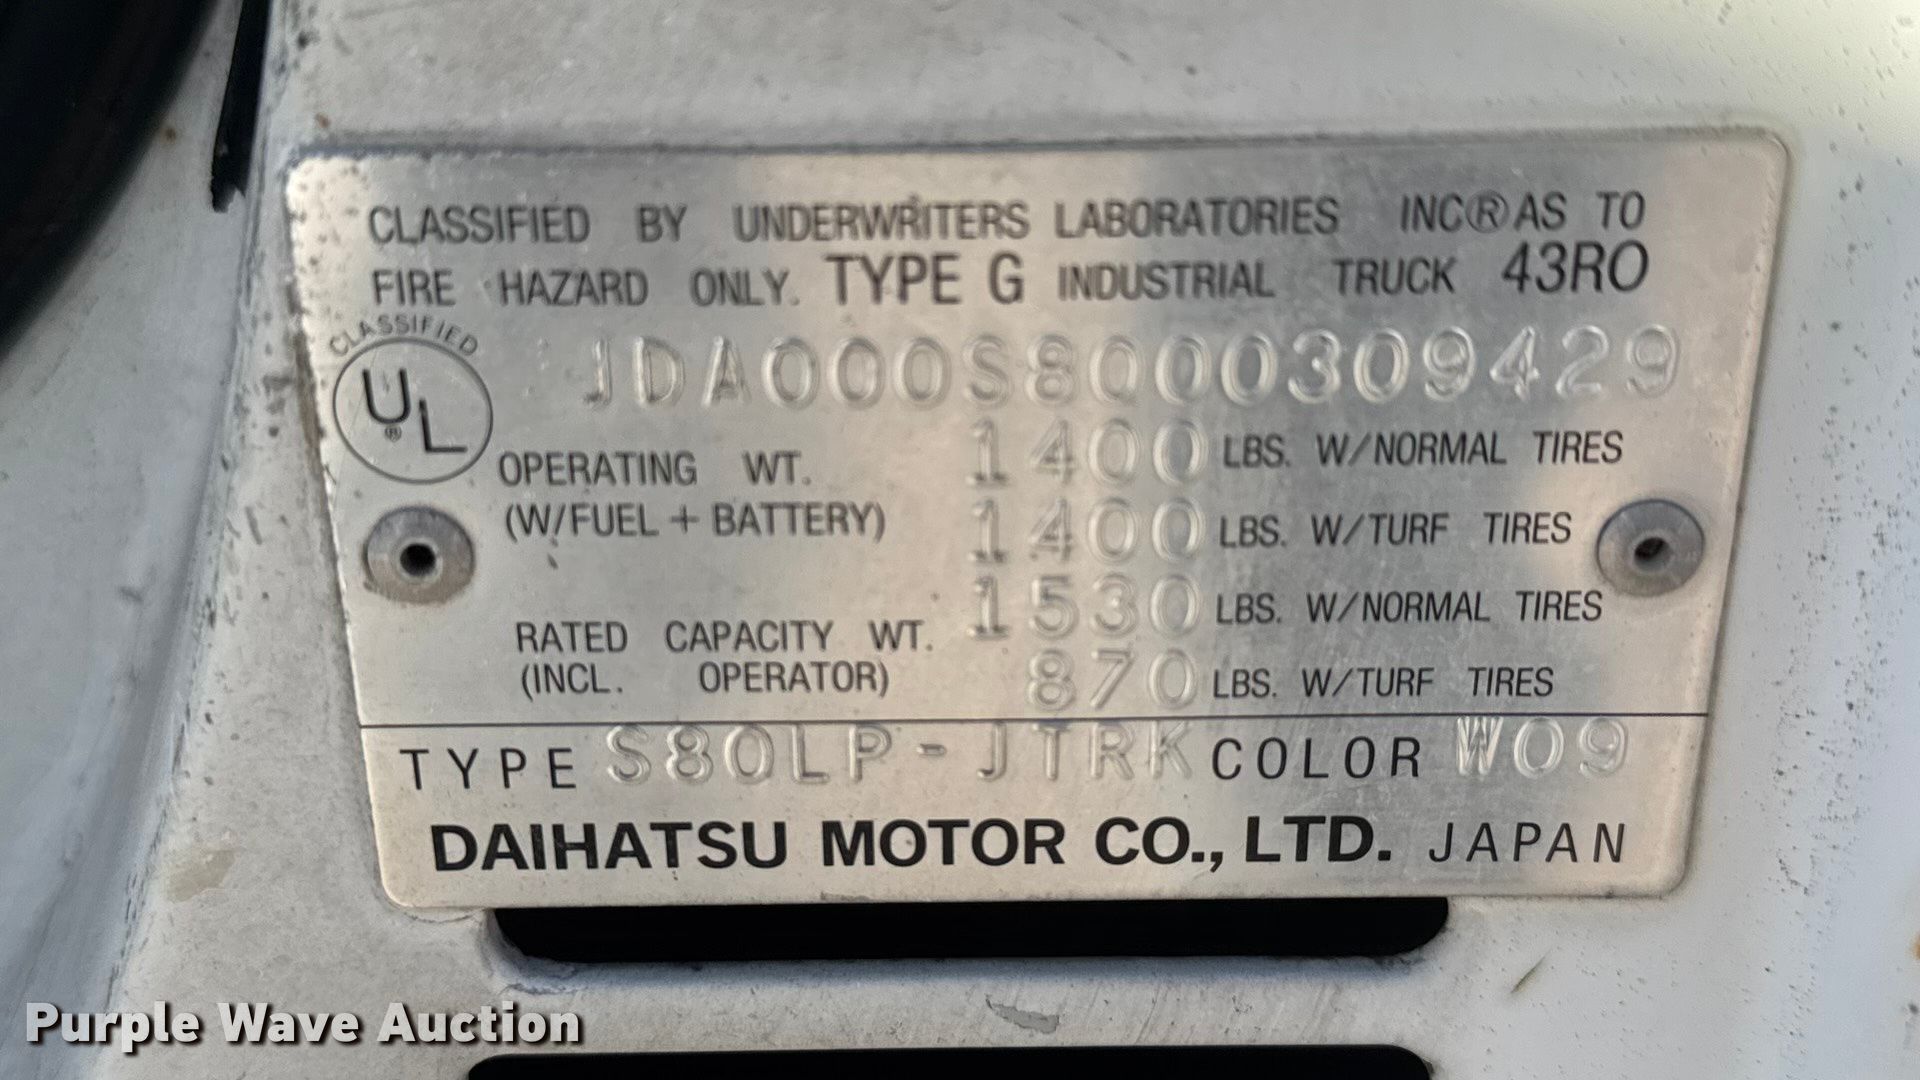 CLASSIFIED BY UNDERWRITERS LABORATORIES INC® AS TO
FIRE HAZARD ONLY. TYPE G INDUSTRIAL TRUCK 43RO
CLASSIFIED
UL®
JDA000S8000309429
OPERATING WT. 1400 LBS. W/NORMAL TIRES
(W/FUEL + BATTERY) 1400 LBS. W/TURF TIRES
RATED CAPACITY WT. 1530 LBS. W/NORMAL TIRES
(INCL. OPERATOR) 870 LBS. W/TURF TIRES
TYPE S80LP-JTRK COLOR W09
DAIHATSU MOTOR CO., LTD. JAPAN
Purple Wave Auction